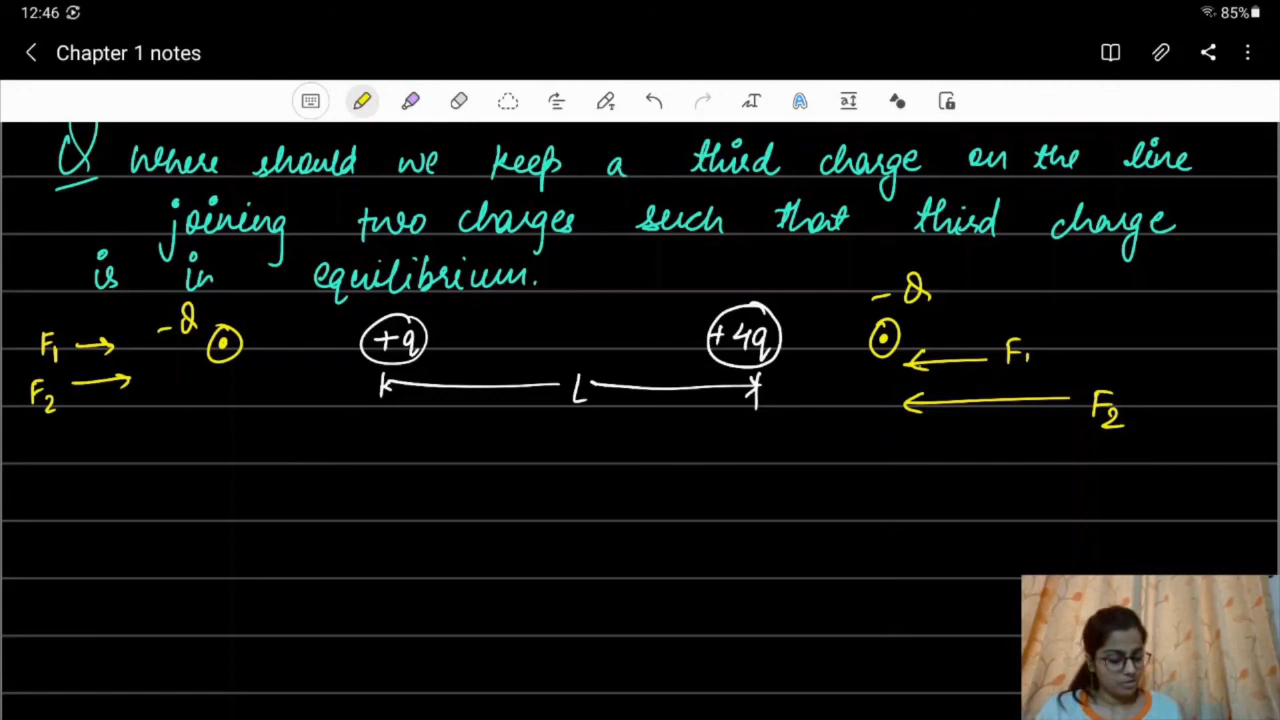 12:46
85%
Chapter 1 notes
Q Where should we keep a third charge on the line
joining two charges such that third charge
is in equilibrium.
-Q +q +4q -Q
F₁ F₁
F₂ L F₂